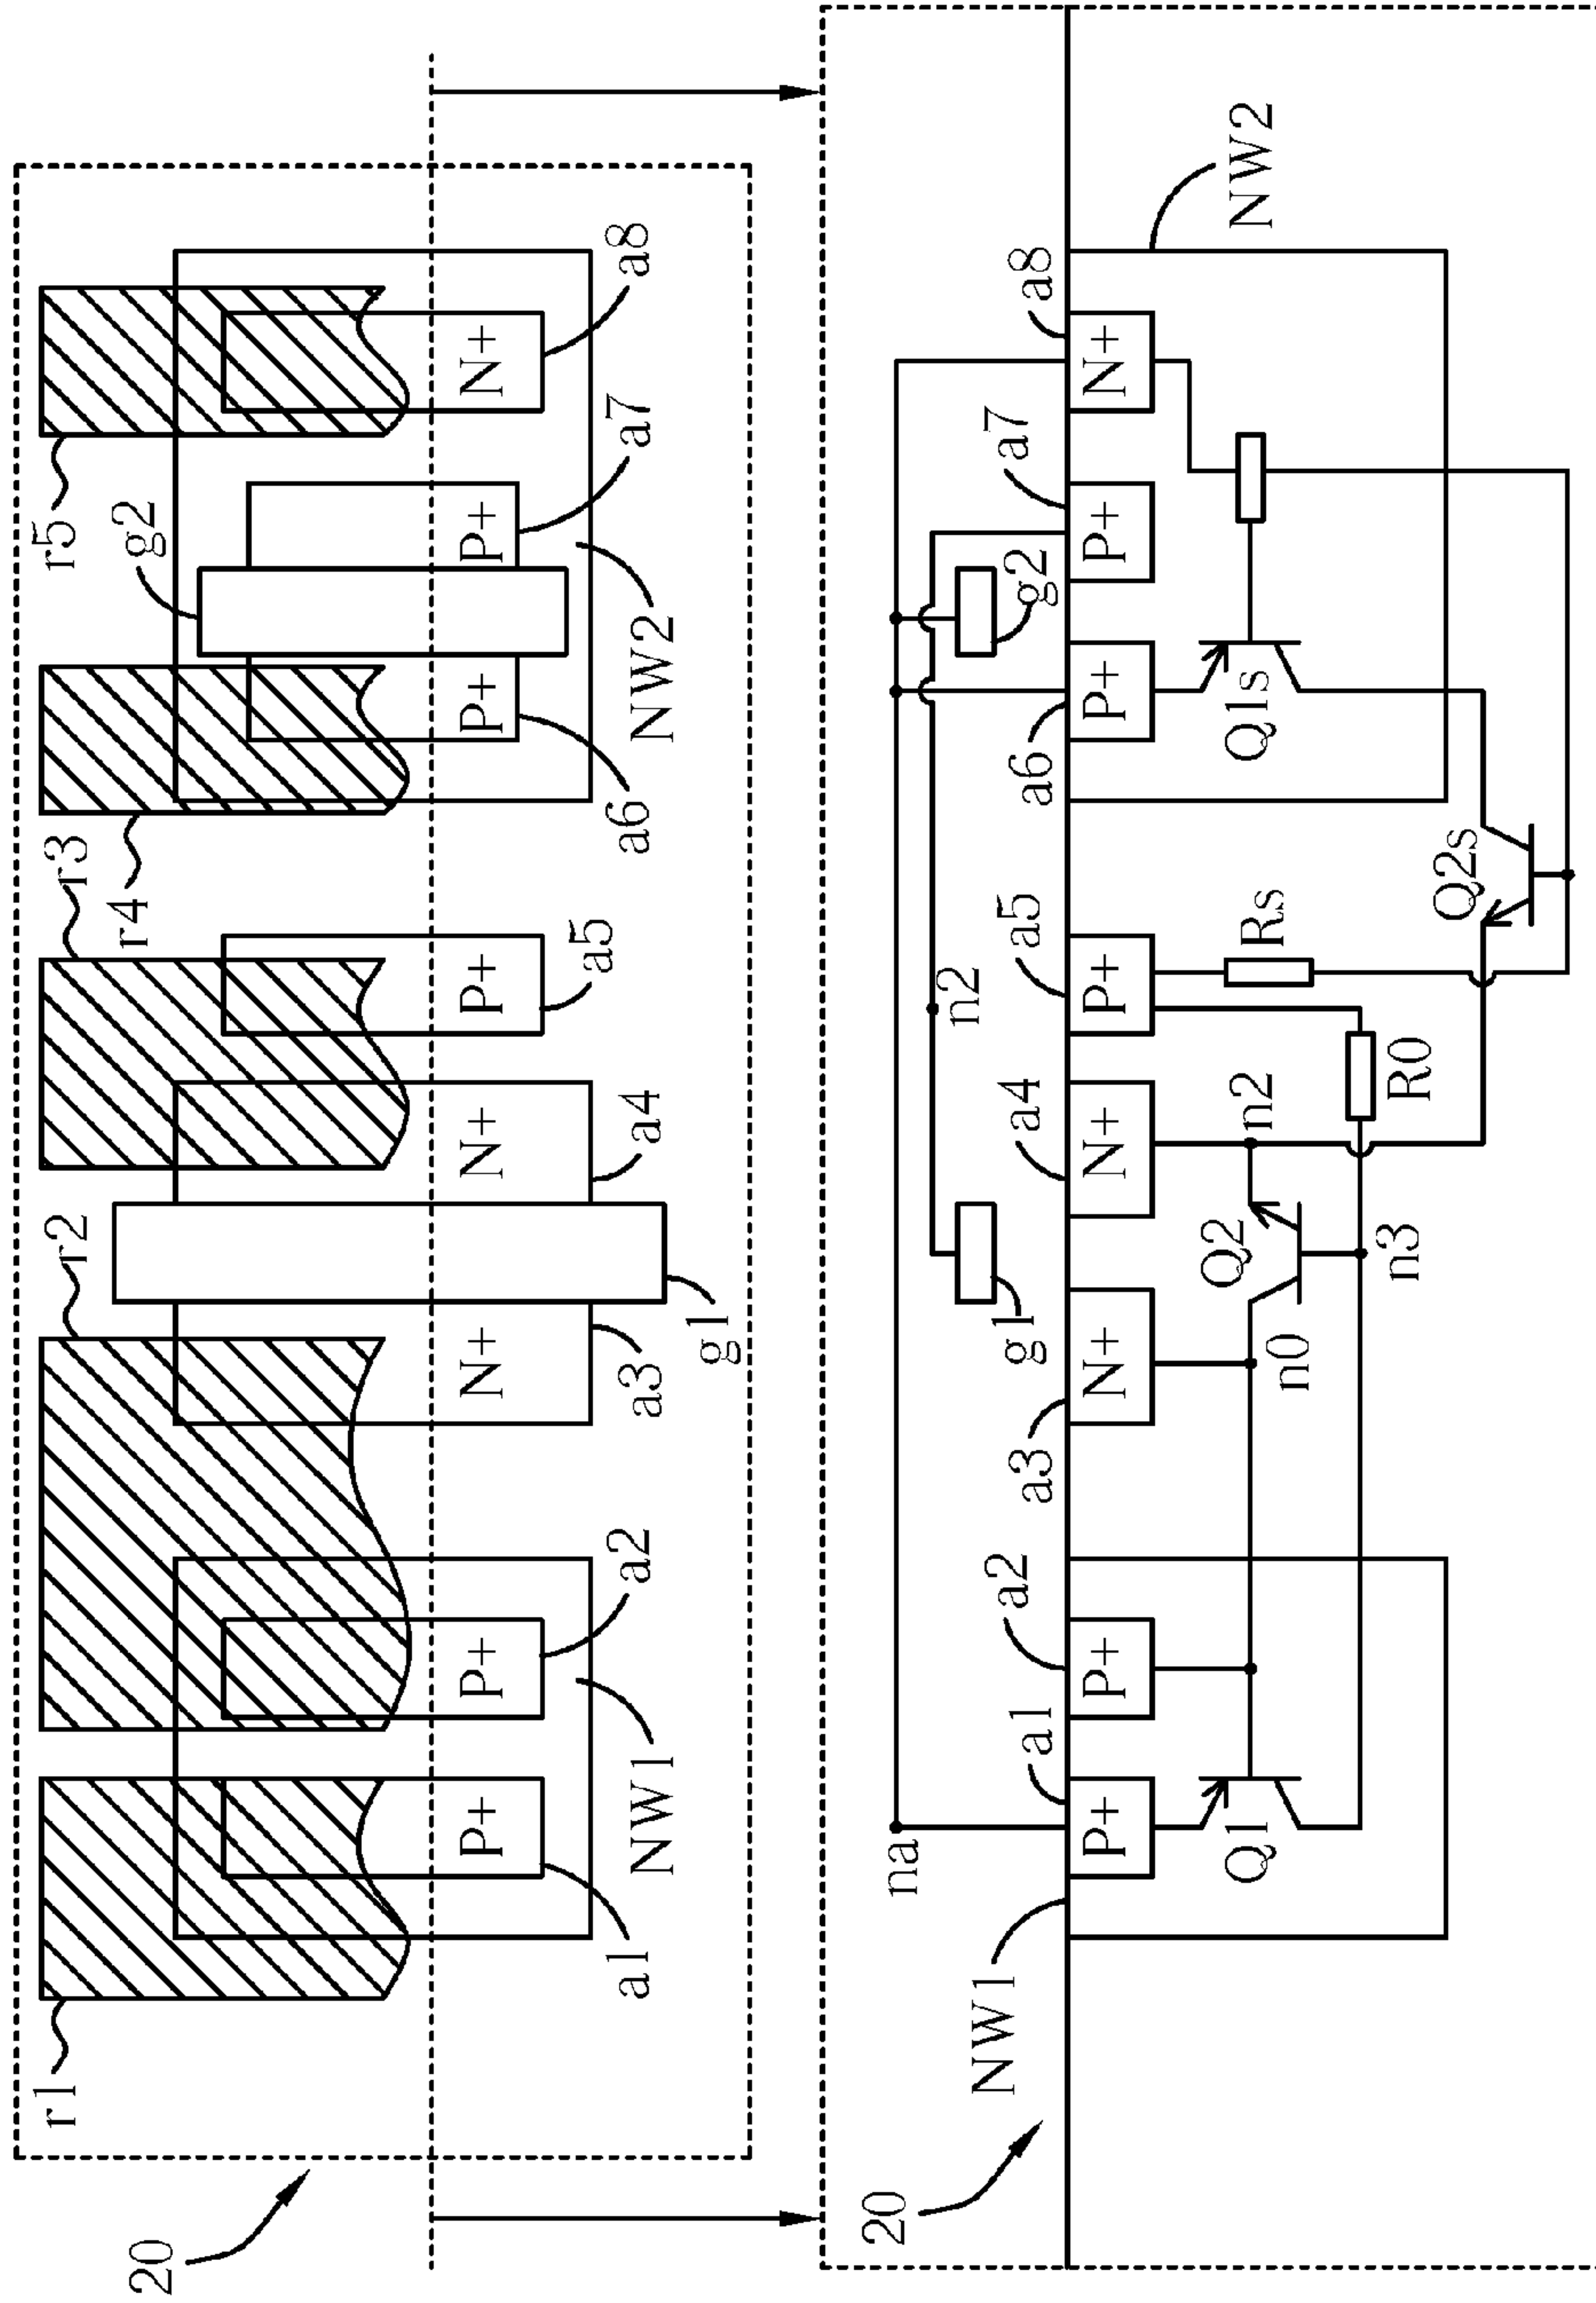 20
r1
r2
r3
r4
g2
r5
P+
P+
N+
N+
P+
P+
P+
N+
a1
NW1
a2
a3
g1
a4
a5
a6
NW2
a7
a8
20
NW1
na
a1
a2
a3
g1
n2
a4
a5
a6
g2
a7
a8
NW2
P+
P+
N+
N+
P+
P+
P+
N+
Q1
n0
Q2
n2
n3
R0
Rs
Q2s
Q1s